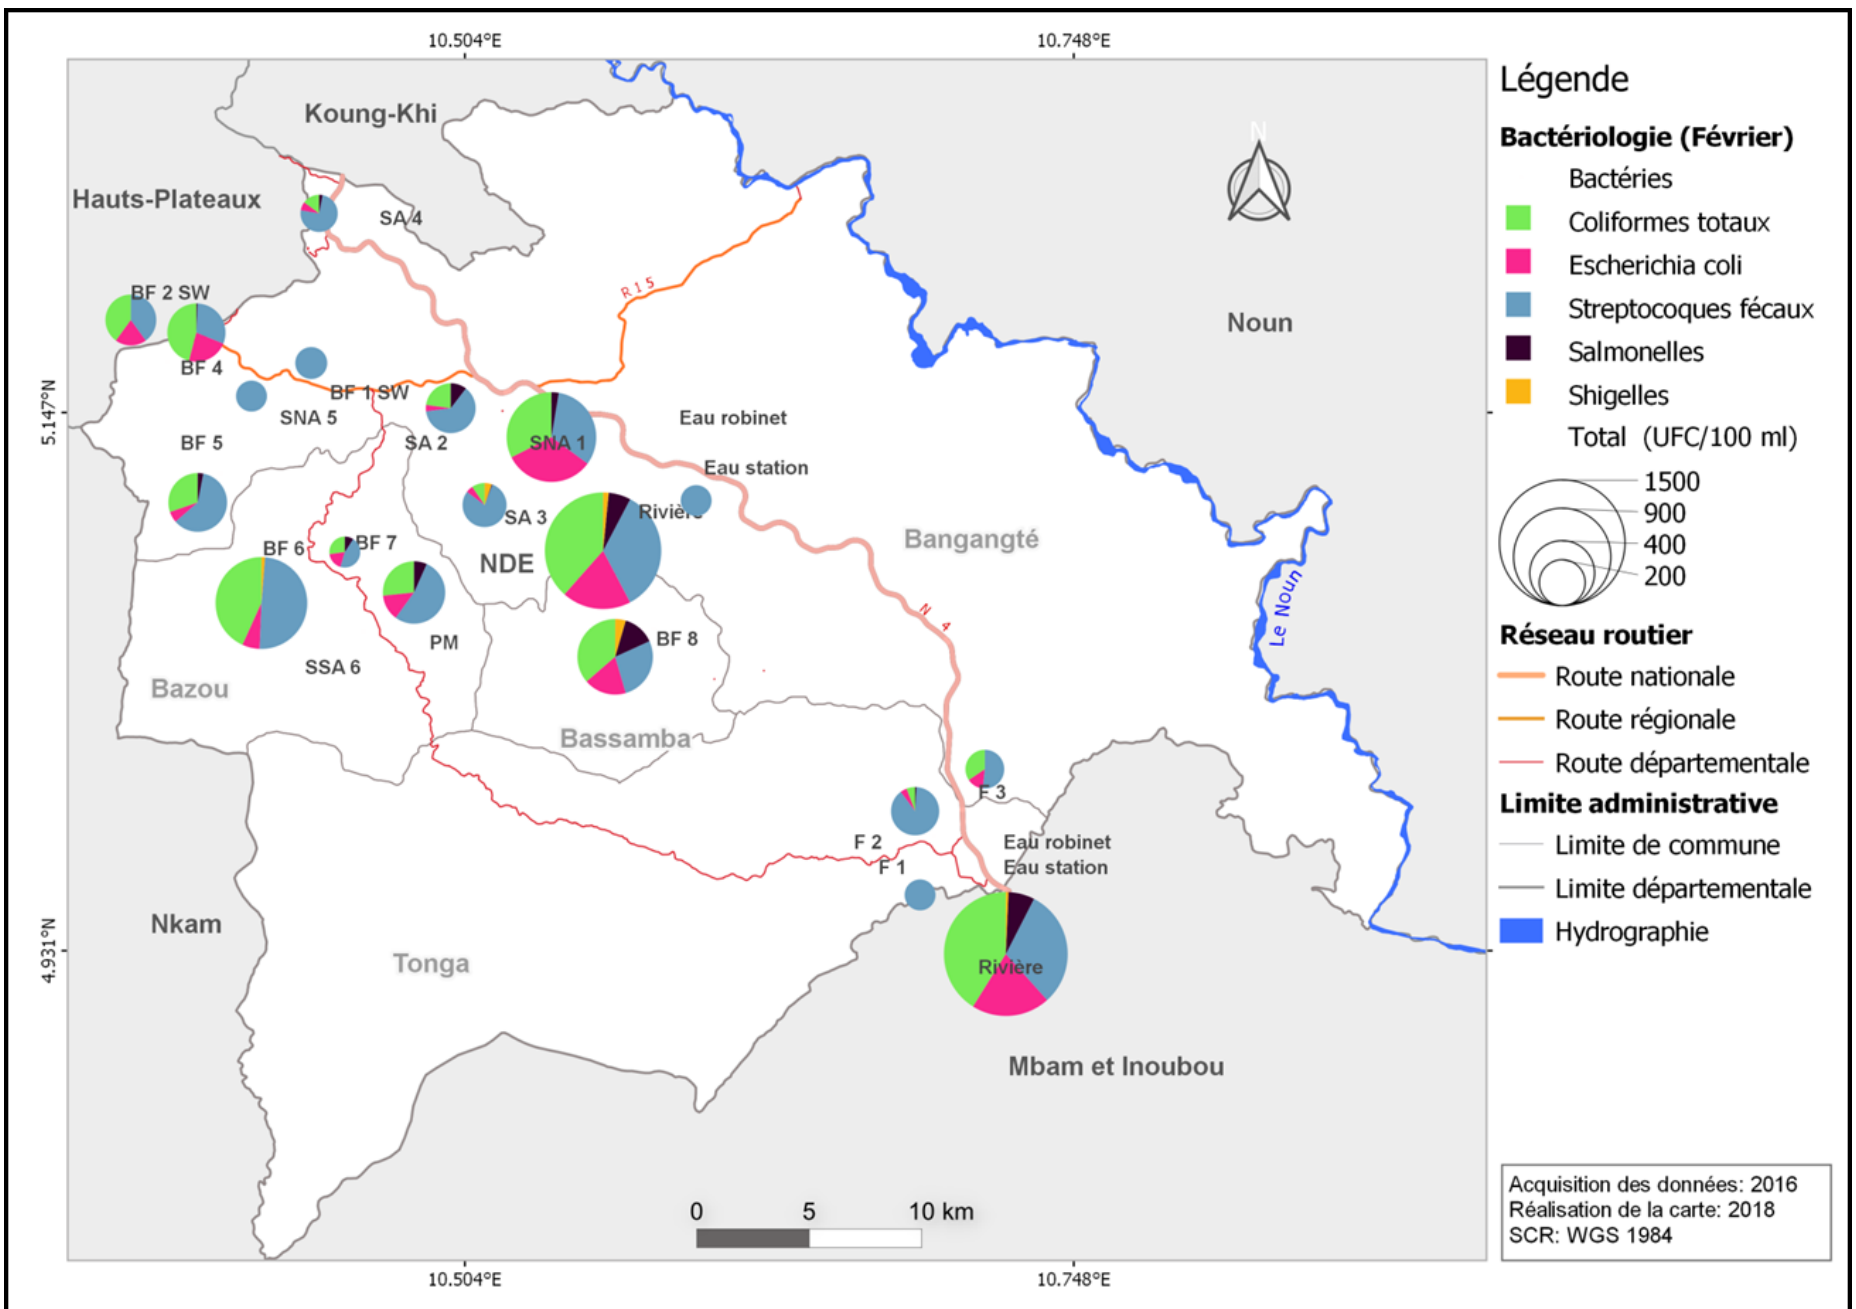 10.504°E
10.748°E
Koung-Khi
Hauts-Plateaux
SA 4
N
R 1 5
BF 2 SW
Noun
BF 4
BF 1 SW
5.147°N
SNA 5
Eau robinet
BF 5
SA 2
SNA 1
Eau station
SA 3
Rivière
Bangangté
BF 6
BF 7
NDE
Le Noun
N 4
PM
BF 8
SSA 6
Bazou
Bassamba
F 3
F 2
Eau robinet
F 1
Eau station
Nkam
4.931°N
Tonga
Rivière
Mbam et Inoubou
0 5 10 km
10.504°E
10.748°E
Légende
Bactériologie (Février)
Bactéries
Coliformes totaux
Escherichia coli
Streptocoques fécaux
Salmonelles
Shigelles
Total (UFC/100 ml)
1500
900
400
200
Réseau routier
Route nationale
Route régionale
Route départementale
Limite administrative
Limite de commune
Limite départementale
Hydrographie
Acquisition des données: 2016
Réalisation de la carte: 2018
SCR: WGS 1984